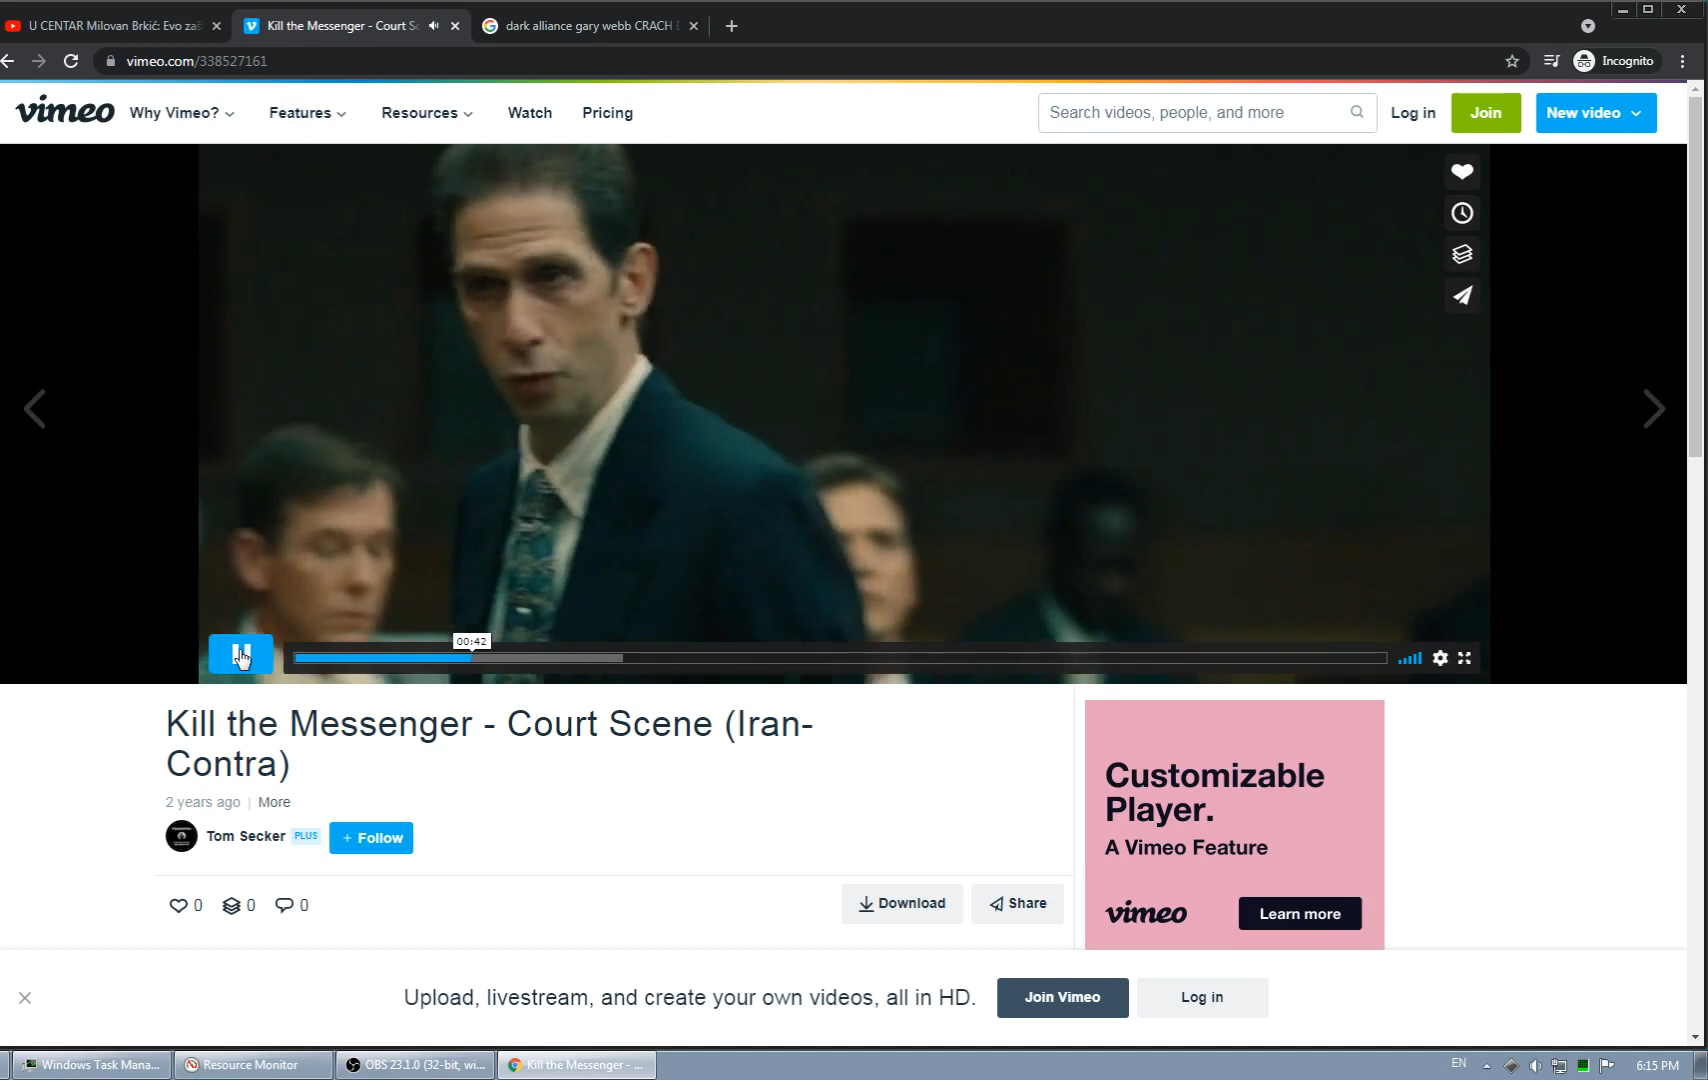 U CENTAR Milovan Brkić: Evo zaš
Kill the Messenger - Court Sc
dark alliance gary webb CRACH E
vimeo.com/338527161
Incognito
vimeo
Why Vimeo?
Features
Resources
Watch
Pricing
Search videos, people, and more
Log in
Join
New video
00:42
Kill the Messenger - Court Scene (Iran-
Contra)
2 years ago | More
Tom Secker PLUS
+ Follow
0 0 0
Download
Share
Customizable
Player.
A Vimeo Feature
vimeo
Learn more
Upload, livestream, and create your own videos, all in HD.
Join Vimeo
Log in
Windows Task Mana...
Resource Monitor
OBS 23.1.0 (32-bit, wi...
Kill the Messenger - ...
EN
6:15 PM